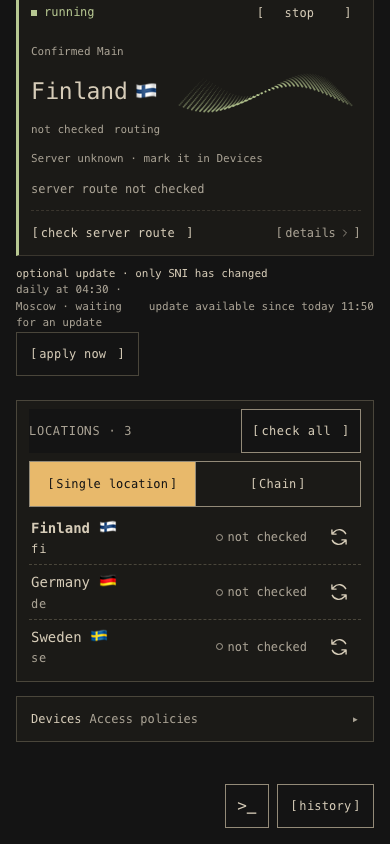 running [ stop ]
Confirmed Main
Finland
not checked routing
Server unknown · mark it in Devices
server route not checked
[check server route ] [details > ]
optional update · only SNI has changed
daily at 04:30 ·
Moscow · waiting update available since today 11:50
for an update
[apply now ]
LOCATIONS · 3 [check all ]
[Single location] [Chain]
Finland
fi
not checked
Germany
de
not checked
Sweden
se
not checked
Devices Access policies ▸
>_ [history]